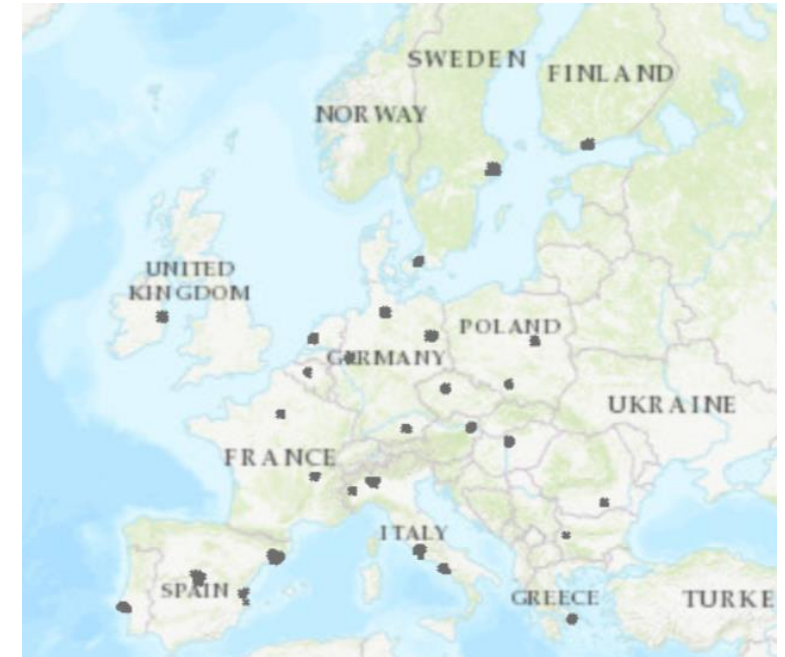 SWEDEN
FINLAND
NORWAY
UNITED
KINGDOM
POLAND
GERMANY
UKRAINE
FRANCE
ITALY
SPAIN
GREECE
TURKE